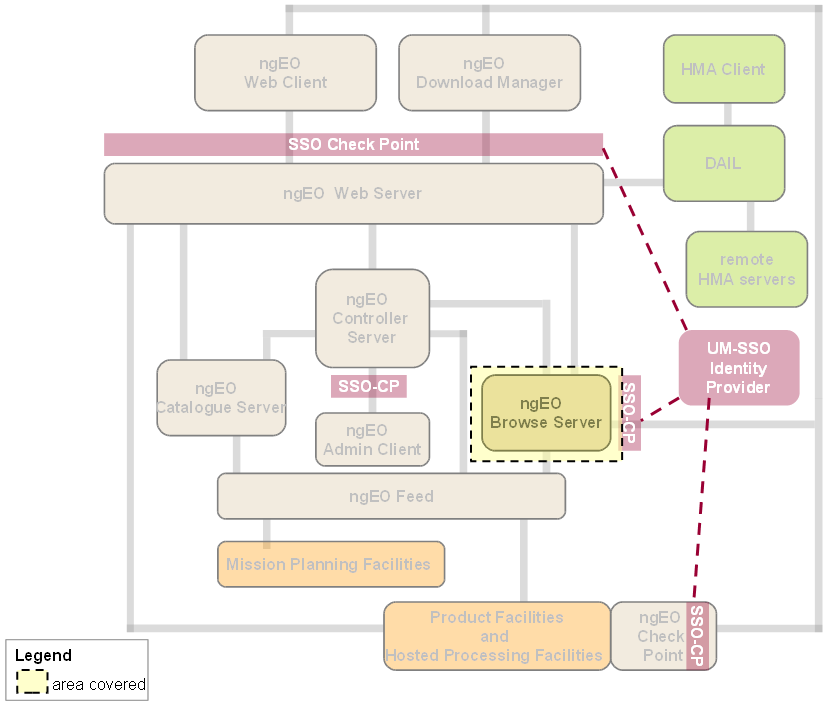 ngEO
Web Client
ngEO
Download Manager
HMA Client
SSO Check Point
DAIL
ngEO Web Server
remote
HMA servers
ngEO
Controller
Server
UM-SSO
Identity
Provider
SSO-CP
ngEO
Catalogue Server
ngEO
Browse Server
SSO-CP
ngEO
Admin Client
ngEO Feed
Mission Planning Facilities
Product Facilities
and
Hosted Processing Facilities
ngEO
Check
Point
SSO-CP
Legend
area covered